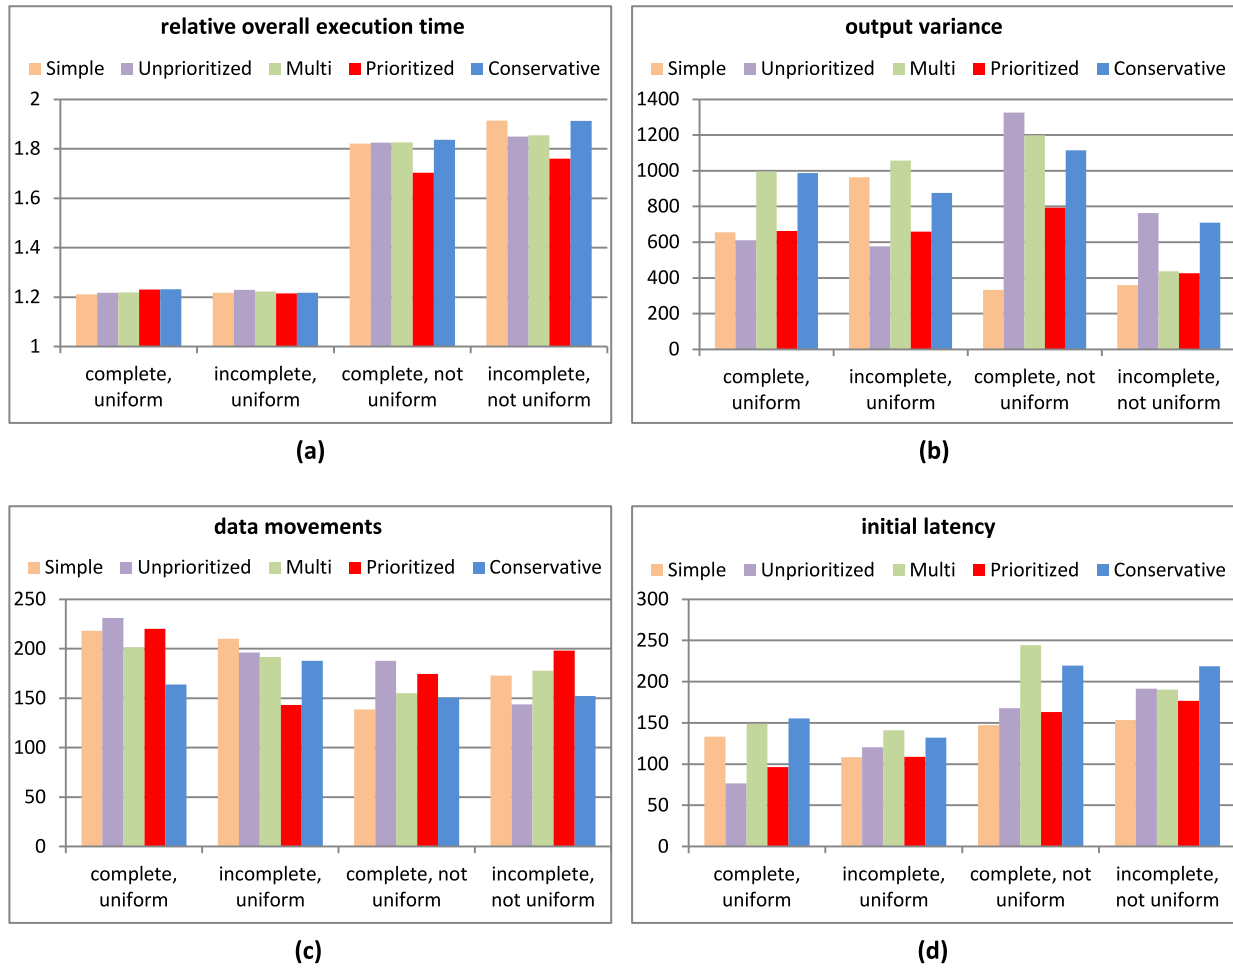 relative overall execution time
Simple Unprioritized Multi Prioritized Conservative
2
1.8
1.6
1.4
1.2
1
complete, uniform
incomplete, uniform
complete, not uniform
incomplete, not uniform
(a)
output variance
Simple Unprioritized Multi Prioritized Conservative
1400
1200
1000
800
600
400
200
0
complete, uniform
incomplete, uniform
complete, not uniform
incomplete, not uniform
(b)
data movements
Simple Unprioritized Multi Prioritized Conservative
250
200
150
100
50
0
complete, uniform
incomplete, uniform
complete, not uniform
incomplete, not uniform
(c)
initial latency
Simple Unprioritized Multi Prioritized Conservative
300
250
200
150
100
50
0
complete, uniform
incomplete, uniform
complete, not uniform
incomplete, not uniform
(d)